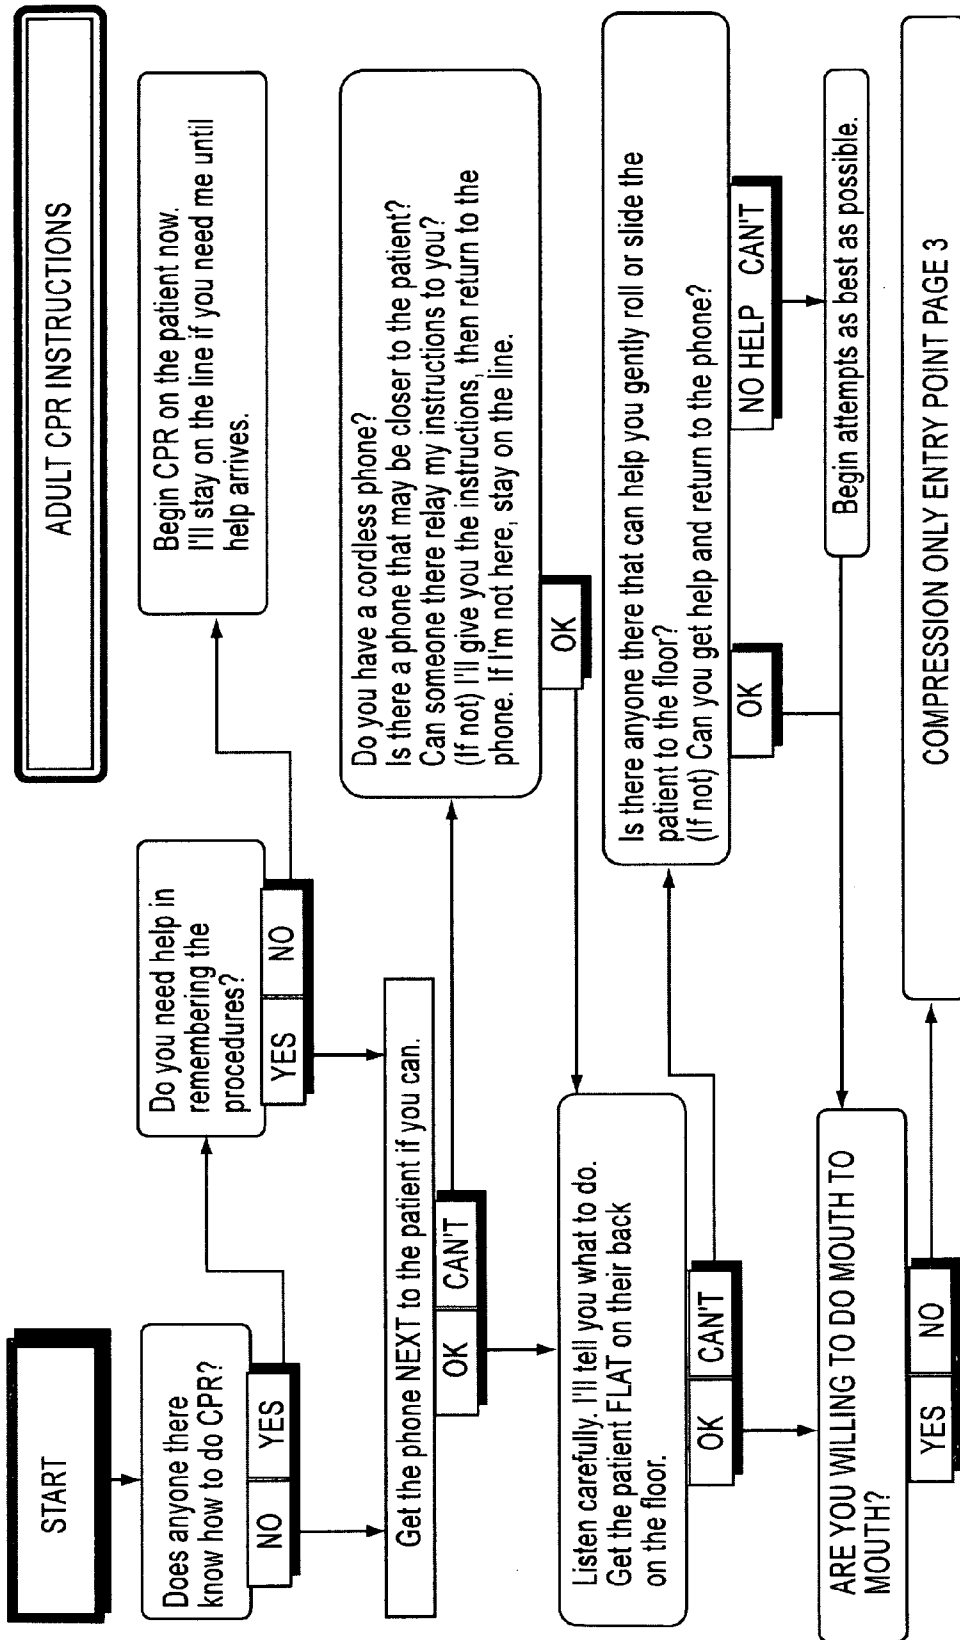 START
ADULT CPR INSTRUCTIONS
Does anyone there
know how to do CPR?
NO YES
Do you need help in
remembering the
procedures?
YES NO
Begin CPR on the patient now.
I'll stay on the line if you need me until
help arrives.
Get the phone NEXT to the patient if you can.
OK CAN'T
Do you have a cordless phone?
Is there a phone that may be closer to the patient?
Can someone there relay my instructions to you?
(If not) I'll give you the instructions, then return to the
phone. If I'm not here, stay on the line.
OK
Listen carefully. I'll tell you what to do.
Get the patient FLAT on their back
on the floor.
OK CAN'T
Is there anyone there that can help you gently roll or slide the
patient to the floor?
(If not) Can you get help and return to the phone?
OK
NO HELP CAN'T
Begin attempts as best as possible.
ARE YOU WILLING TO DO MOUTH TO
MOUTH?
YES NO
COMPRESSION ONLY ENTRY POINT PAGE 3